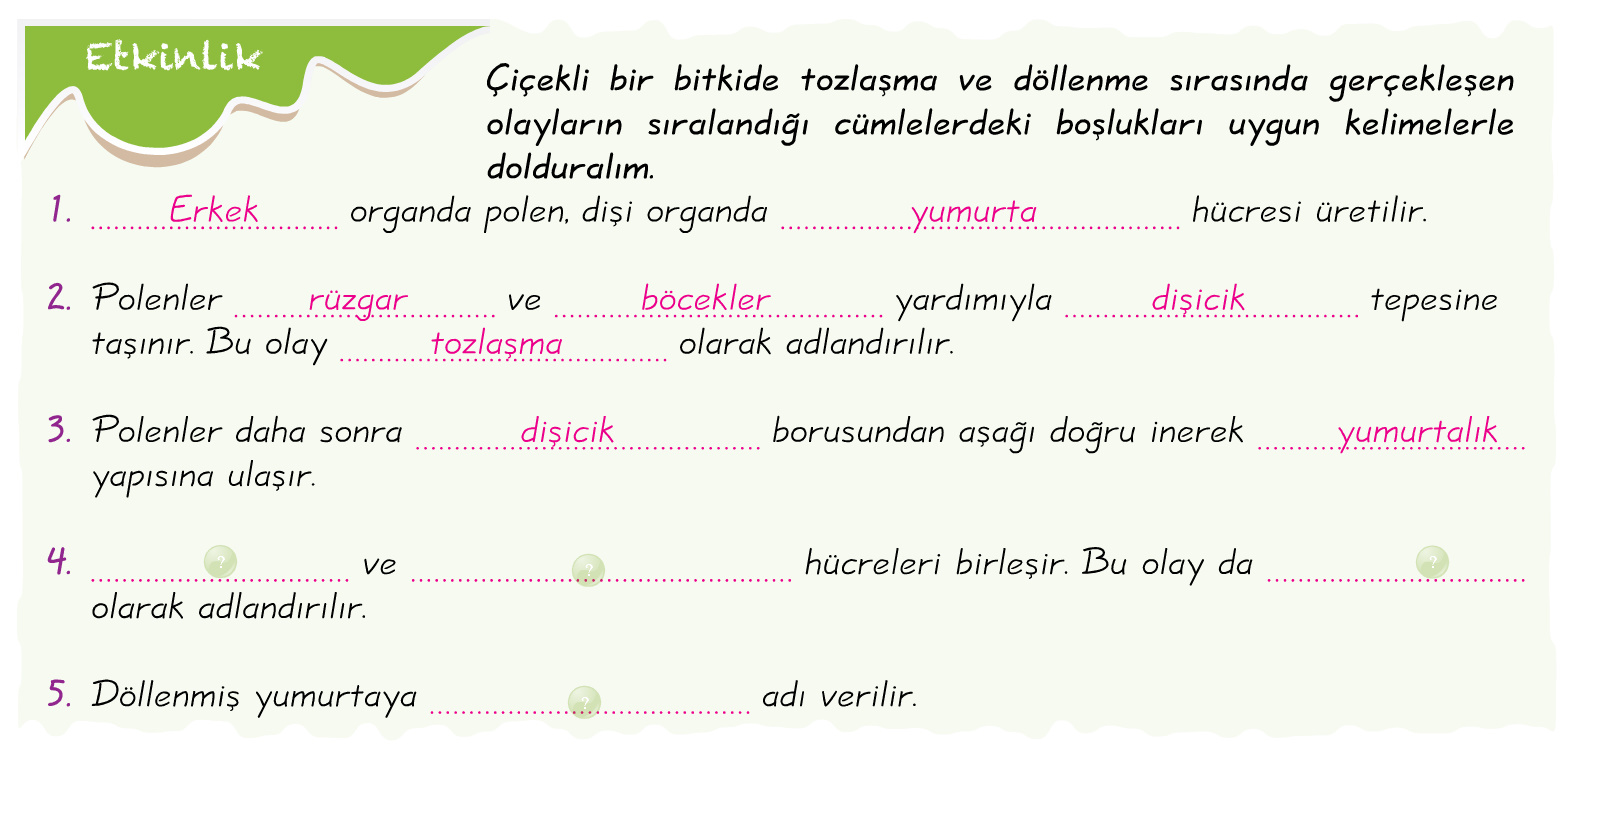 Etkinlik
Çiçekli bir bitkide tozlaşma ve döllenme sırasında gerçekleşen
olayların sıralandığı cümlelerdeki boşlukları uygun kelimelerle
dolduralım.
1. Erkek organda polen, dişi organda yumurta hücresi üretilir.
2. Polenler rüzgar ve böcekler yardımıyla dişicik tepesine
taşınır. Bu olay tozlaşma olarak adlandırılır.
3. Polenler daha sonra dişicik borusundan aşağı doğru inerek yumurtalık
yapısına ulaşır.
4. ? ve ? hücreleri birleşir. Bu olay da ?
olarak adlandırılır.
5. Döllenmiş yumurtaya ? adı verilir.